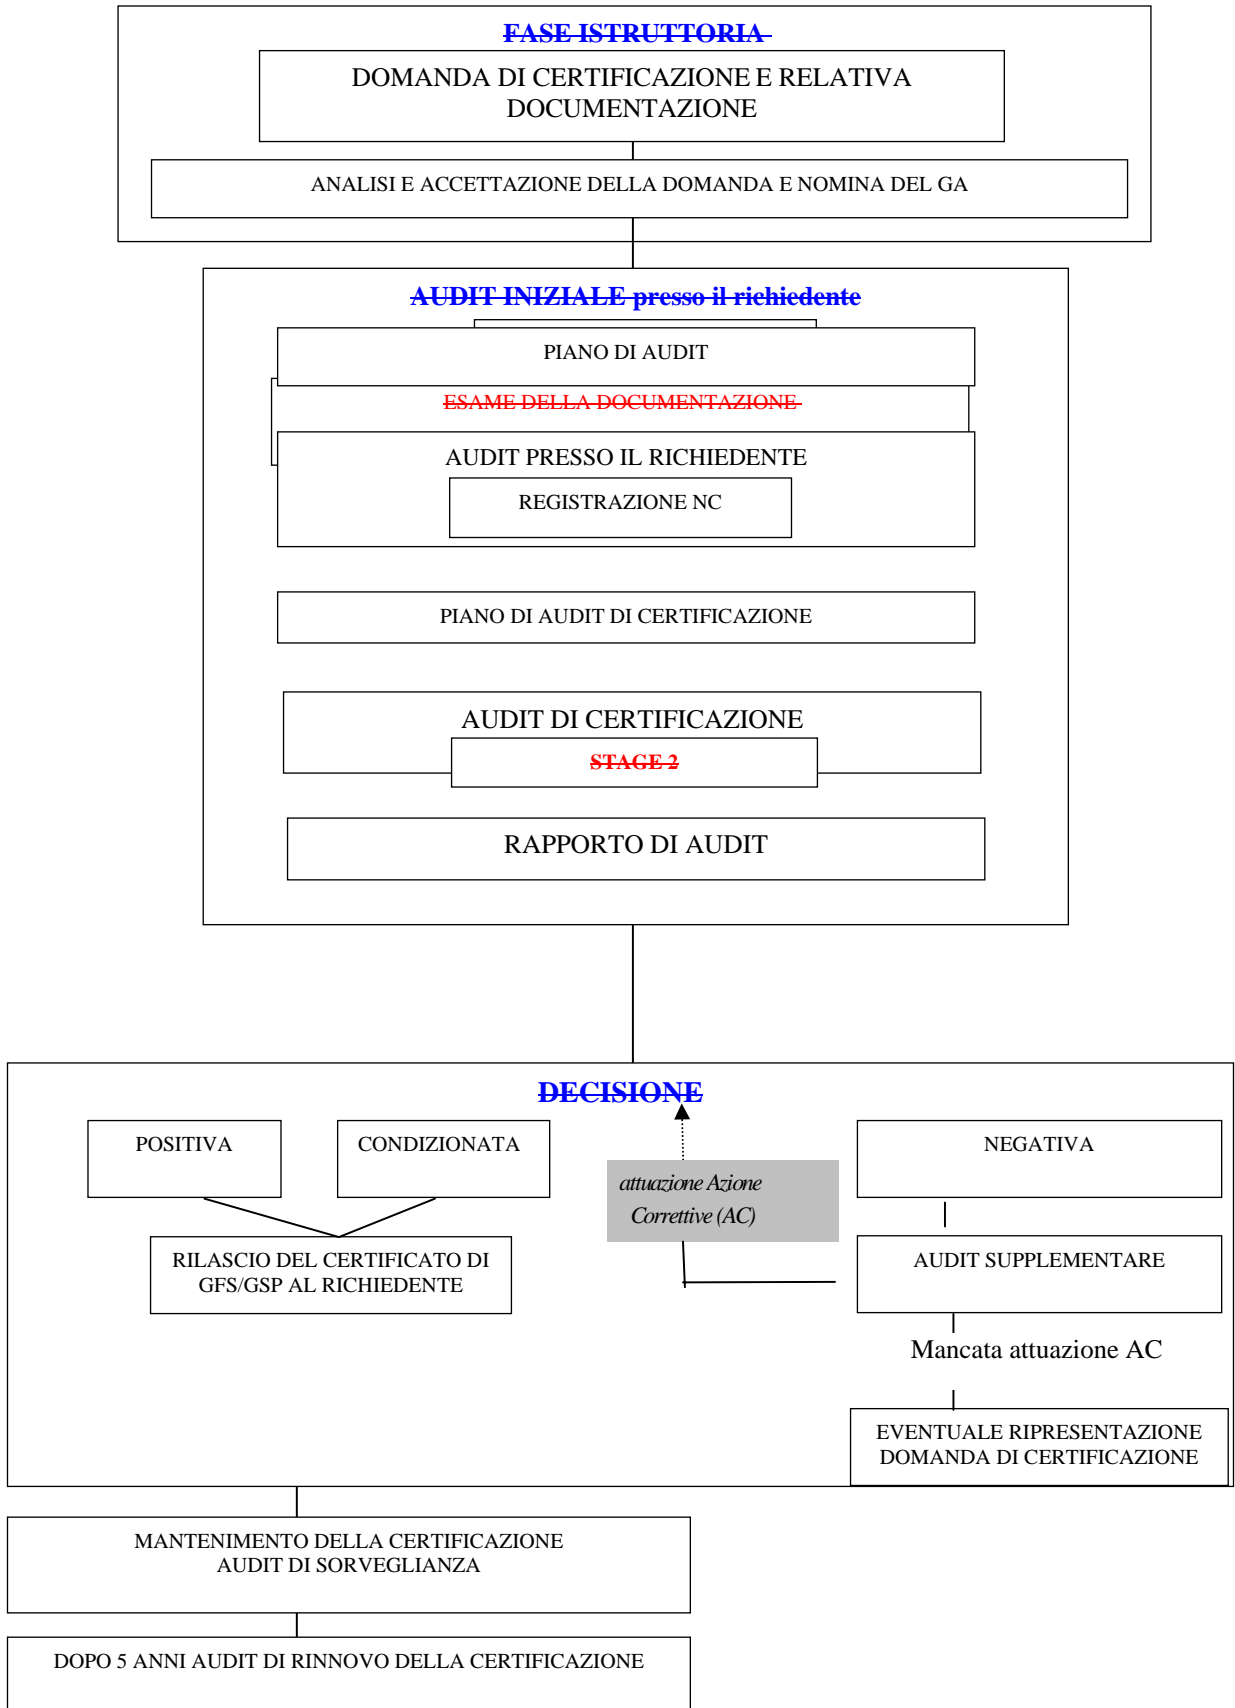 FASE ISTRUTTORIA
DOMANDA DI CERTIFICAZIONE E RELATIVA
DOCUMENTAZIONE
ANALISI E ACCETTAZIONE DELLA DOMANDA E NOMINA DEL GA
AUDIT INIZIALE presso il richiedente
PIANO DI AUDIT
ESAME DELLA DOCUMENTAZIONE
AUDIT PRESSO IL RICHIEDENTE
REGISTRAZIONE NC
PIANO DI AUDIT DI CERTIFICAZIONE
AUDIT DI CERTIFICAZIONE
STAGE 2
RAPPORTO DI AUDIT
DECISIONE
POSITIVA
CONDIZIONATA
NEGATIVA
attuazione Azione
Correttive (AC)
RILASCIO DEL CERTIFICATO DI
GFS/GSP AL RICHIEDENTE
AUDIT SUPPLEMENTARE
Mancata attuazione AC
EVENTUALE RIPRESENTAZIONE
DOMANDA DI CERTIFICAZIONE
MANTENIMENTO DELLA CERTIFICAZIONE
AUDIT DI SORVEGLIANZA
DOPO 5 ANNI AUDIT DI RINNOVO DELLA CERTIFICAZIONE